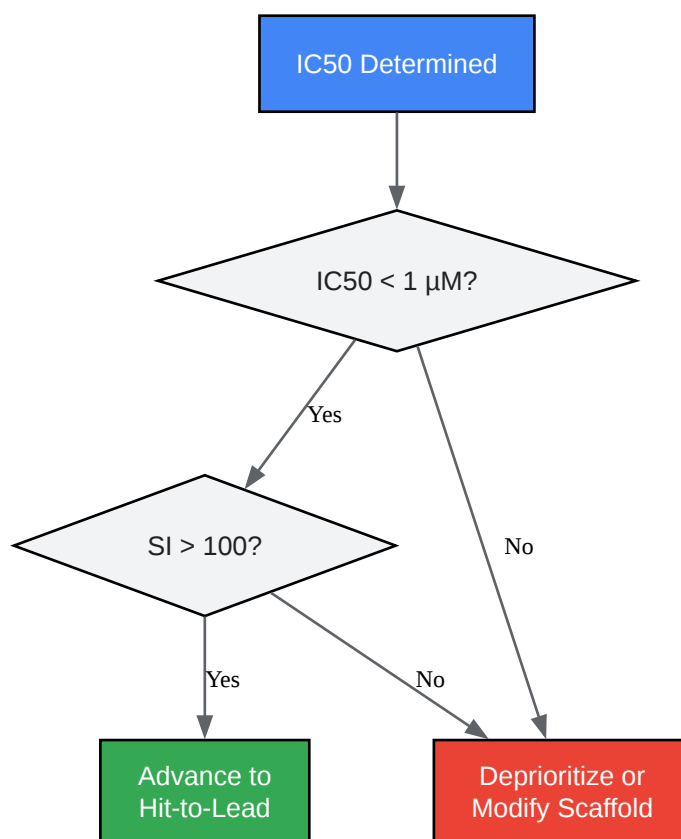 IC50 Determined
IC50 < 1 µM?
Yes
No
SI > 100?
Yes
No
Advance to
Hit-to-Lead
Deprioritize or
Modify Scaffold